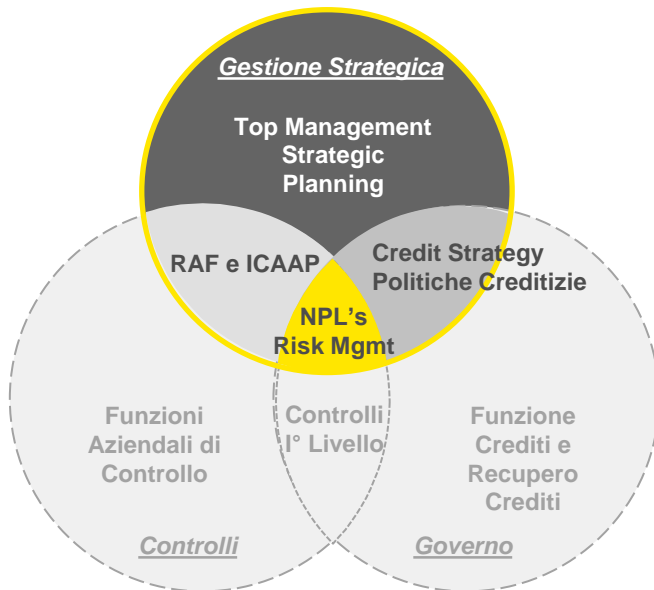 Gestione Strategica
Top Management
Strategic
Planning
RAF e ICAAP
Credit Strategy
Politiche Creditizie
NPL's
Risk Mgmt
Funzioni
Aziendali di
Controllo
Controlli
I° Livello
Funzione
Crediti e
Recupero
Crediti
Controlli
Governo